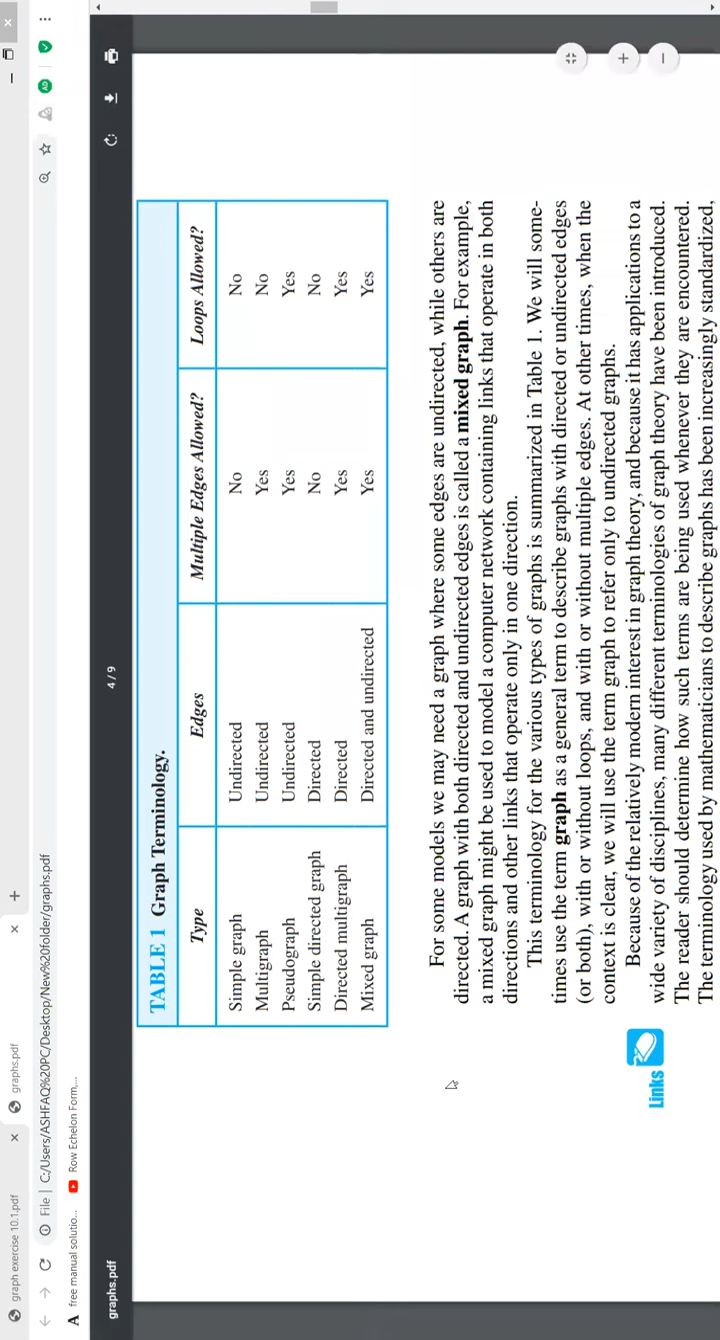 graph exercise 10.1.pdf
graphs.pdf
File | C:/Users/ASHFAQ%20PC/Desktop/New%20folder/graphs.pdf
free manual solutio...
Row Echelon Form,...
graphs.pdf
4 / 9
TABLE 1 Graph Terminology.
Type Edges Multiple Edges Allowed? Loops Allowed?
Simple graph Undirected No No
Multigraph Undirected Yes No
Pseudograph Undirected Yes Yes
Simple directed graph Directed No No
Directed multigraph Directed Yes Yes
Mixed graph Directed and undirected Yes Yes
For some models we may need a graph where some edges are undirected, while others are
directed. A graph with both directed and undirected edges is called a mixed graph. For example,
a mixed graph might be used to model a computer network containing links that operate in both
directions and other links that operate only in one direction.
This terminology for the various types of graphs is summarized in Table 1. We will some-
times use the term graph as a general term to describe graphs with directed or undirected edges
(or both), with or without loops, and with or without multiple edges. At other times, when the
context is clear, we will use the term graph to refer only to undirected graphs.
Links
Because of the relatively modern interest in graph theory, and because it has applications to a
wide variety of disciplines, many different terminologies of graph theory have been introduced.
The reader should determine how such terms are being used whenever they are encountered.
The terminology used by mathematicians to describe graphs has been increasingly standardized,